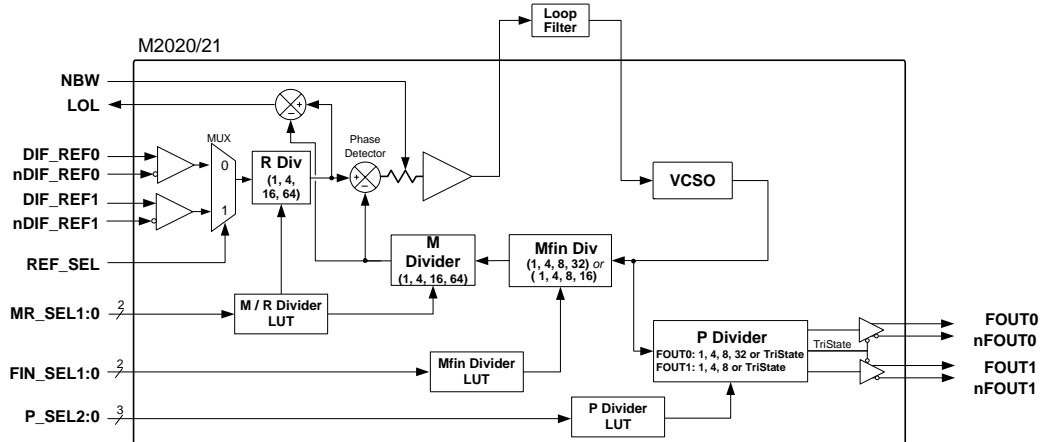 Loop
Filter
M2020/21
NBW
LOL
+
−
MUX
Phase
Detector
DIF_REF0
nDIF_REF0
0
R Div
(1, 4,
16, 64)
+
−
VCSO
DIF_REF1
nDIF_REF1
1
REF_SEL
M
Divider
(1, 4, 16, 64)
Mfin Div
(1, 4, 8, 32) or
( 1, 4, 8, 16)
MR_SEL1:0
2
M / R Divider
LUT
P Divider
FOUT0: 1, 4, 8, 32 or TriState
FOUT1: 1, 4, 8 or TriState
TriState
FOUT0
nFOUT0
FOUT1
nFOUT1
FIN_SEL1:0
2
Mfin Divider
LUT
P_SEL2:0
3
P Divider
LUT